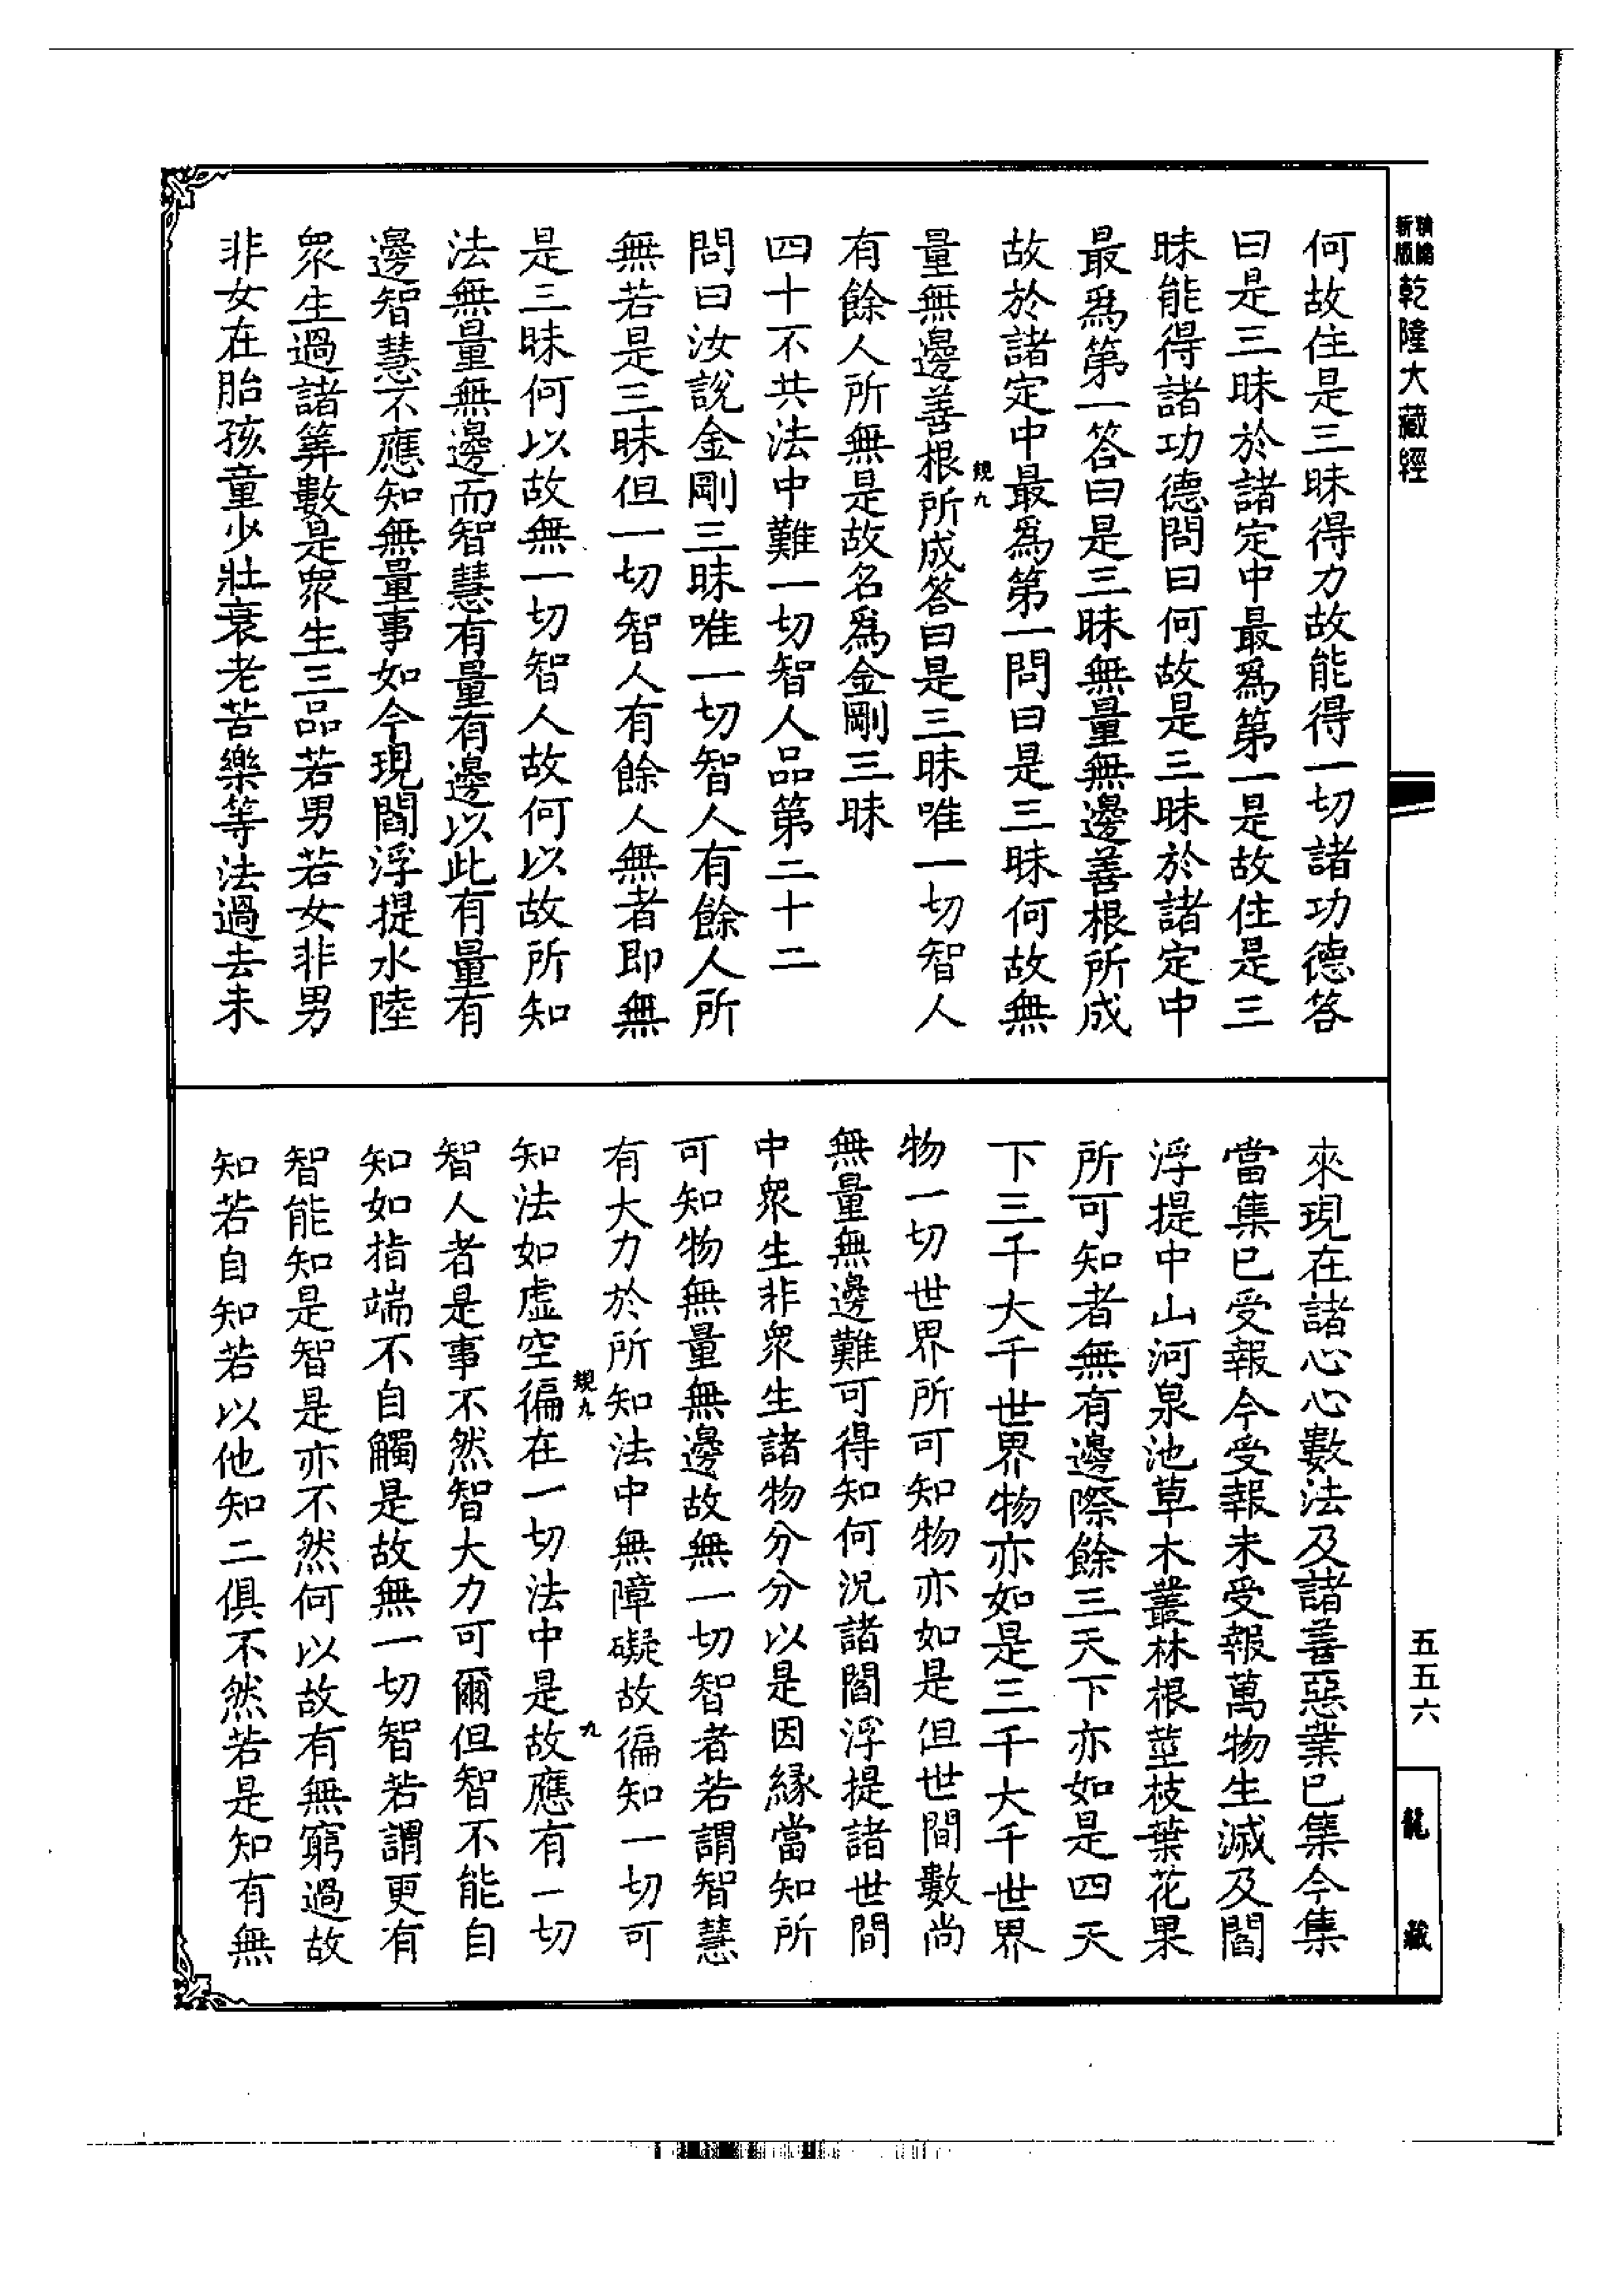 新編
新版
乾隆大藏經
何故住是三昧得力故能得一切諸功德答
曰是三昧於諸定中最爲第一是故住是三
昧能得諸功德問曰何故是三昧於諸定中
最爲第一答曰是三昧無量無邊善根所成
故於諸定中最爲第一問曰是三昧何故無
規九
量無邊善根所成答曰是三昧唯一切智人
有餘人所無是故名爲金剛三昧
四十不共法中難一切智人品第二十二
問曰汝說金剛三昧唯一切智人有餘人所
無若是三昧但一切智人有餘人無者即無
是三昧何以故無一切智人故何以故所知
法無量無邊而智慧有量有邊以此有量有
邊智慧不應知無量事如今現閻浮提水陸
衆生過諸筭數是衆生三品若男若女非男
非女在胎孩童少壯衰老苦樂等法過去未
來現在諸心心數法及諸善惡業已集今集
當集已受報今受報未受報萬物生滅及閻
浮提中山河泉池草木叢林根莖枝葉花果
所可知者無有邊際餘三天下亦如是四天
下三千大千世界物亦如是三千大千世界
物一切世界所可知物亦如是但世間數尚
無量無邊難可得知何況諸閻浮提諸世間
中衆生非衆生諸物分分以是因緣當知所
可知物無量無邊故無一切智者若謂智慧
有大力於所知法中無障礙故徧知一切可
規九
九
知法如虛空徧在一切法中是故應有一切
智人者是事不然智大力可爾但智不能自
知如指端不自觸是故無一切智若謂更有
智能知是智是亦不然何以故有無窮過故
知若自知若以他知二俱不然若是知有無
五五六
龍藏